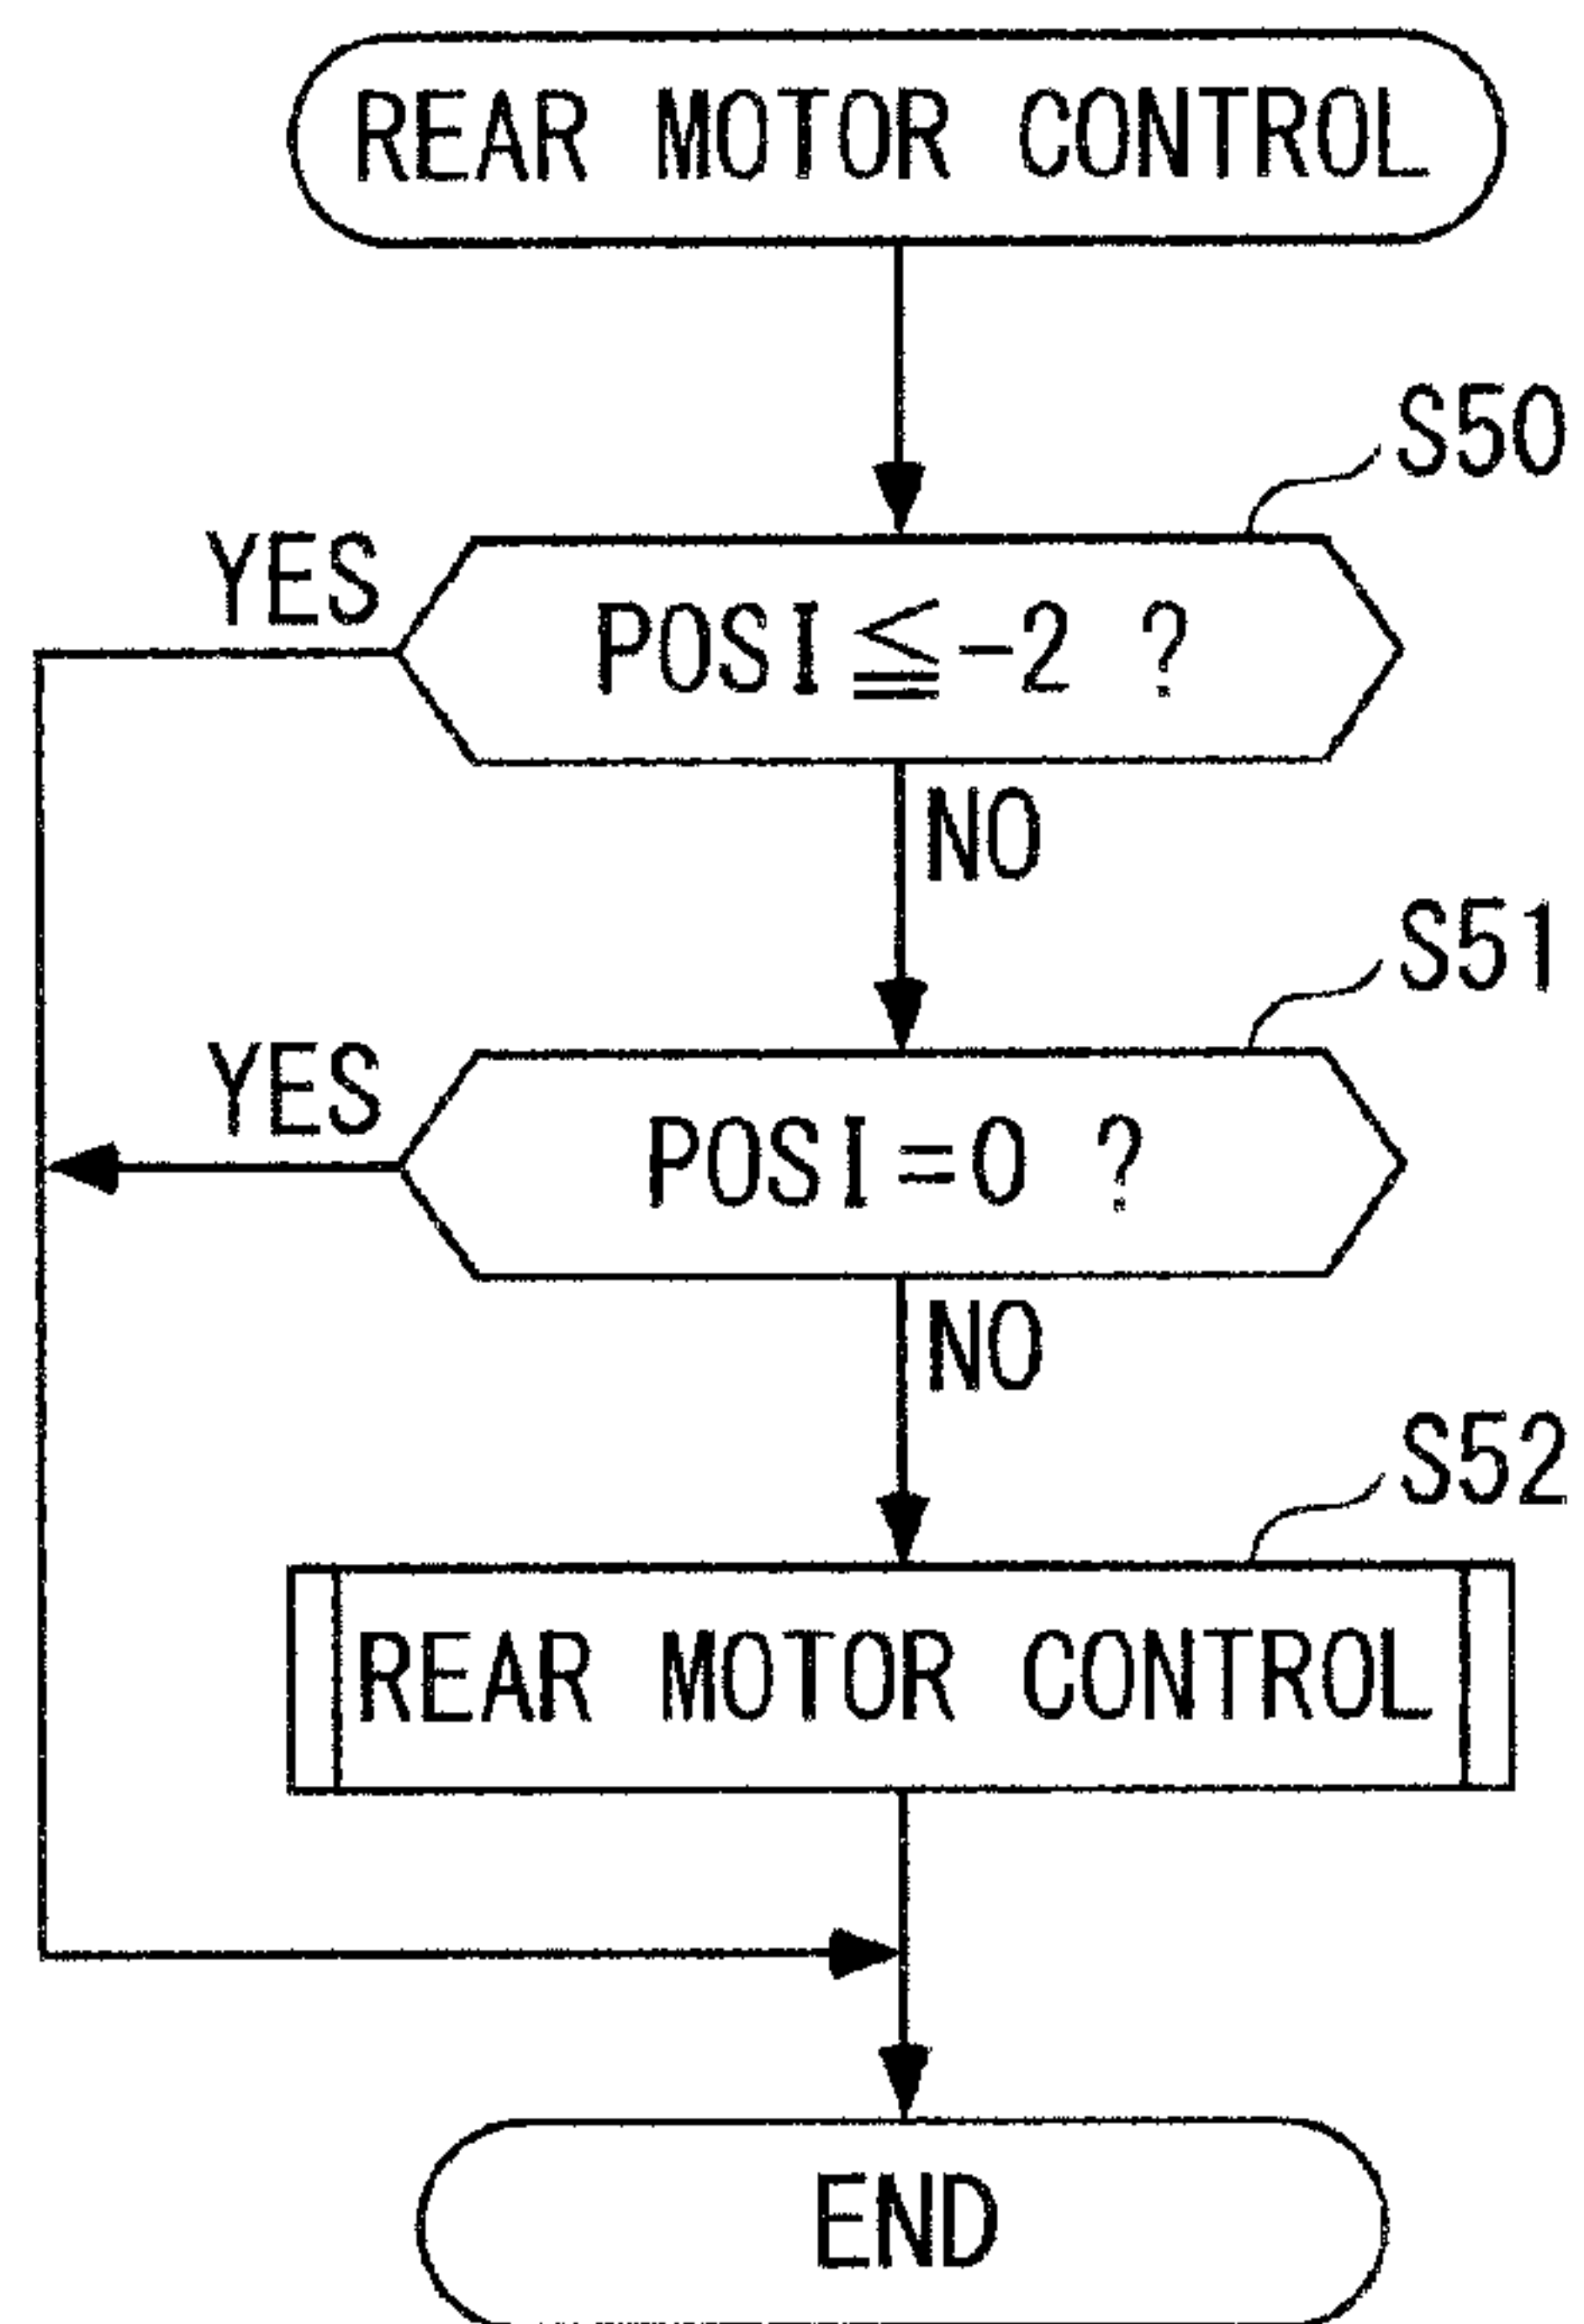 REAR MOTOR CONTROL
S50
YES
POSI≦-2 ?
NO
S51
YES
POSI=0 ?
NO
S52
REAR MOTOR CONTROL
END